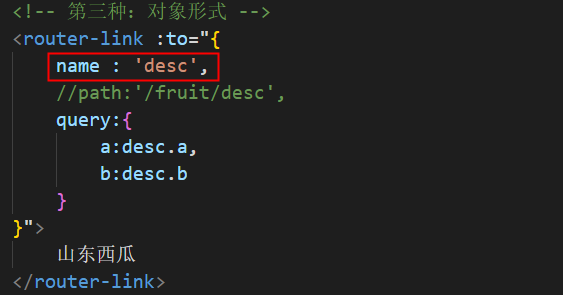 <!-- 第三种：对象形式 -->
<router-link :to="{
    name : 'desc',
    //path:'/fruit/desc',
    query:{
        a:desc.a,
        b:desc.b
    }
}">
    山东西瓜
</router-link>